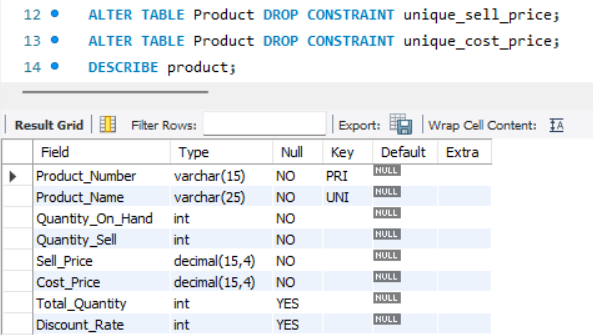 12 ALTER TABLE Product DROP CONSTRAINT unique_sell_price;
13 ALTER TABLE Product DROP CONSTRAINT unique_cost_price;
14 DESCRIBE product;
Result Grid Filter Rows: Export: Wrap Cell Content: IA
Field Type Null Key Default Extra
Product_Number varchar(15) NO PRI NULL
Product_Name varchar(25) NO UNI NULL
Quantity_On_Hand int NO NULL
Quantity_Sell int NO NULL
Sell_Price decimal(15,4) NO NULL
Cost_Price decimal(15,4) NO NULL
Total_Quantity int YES NULL
Discount_Rate int YES NULL